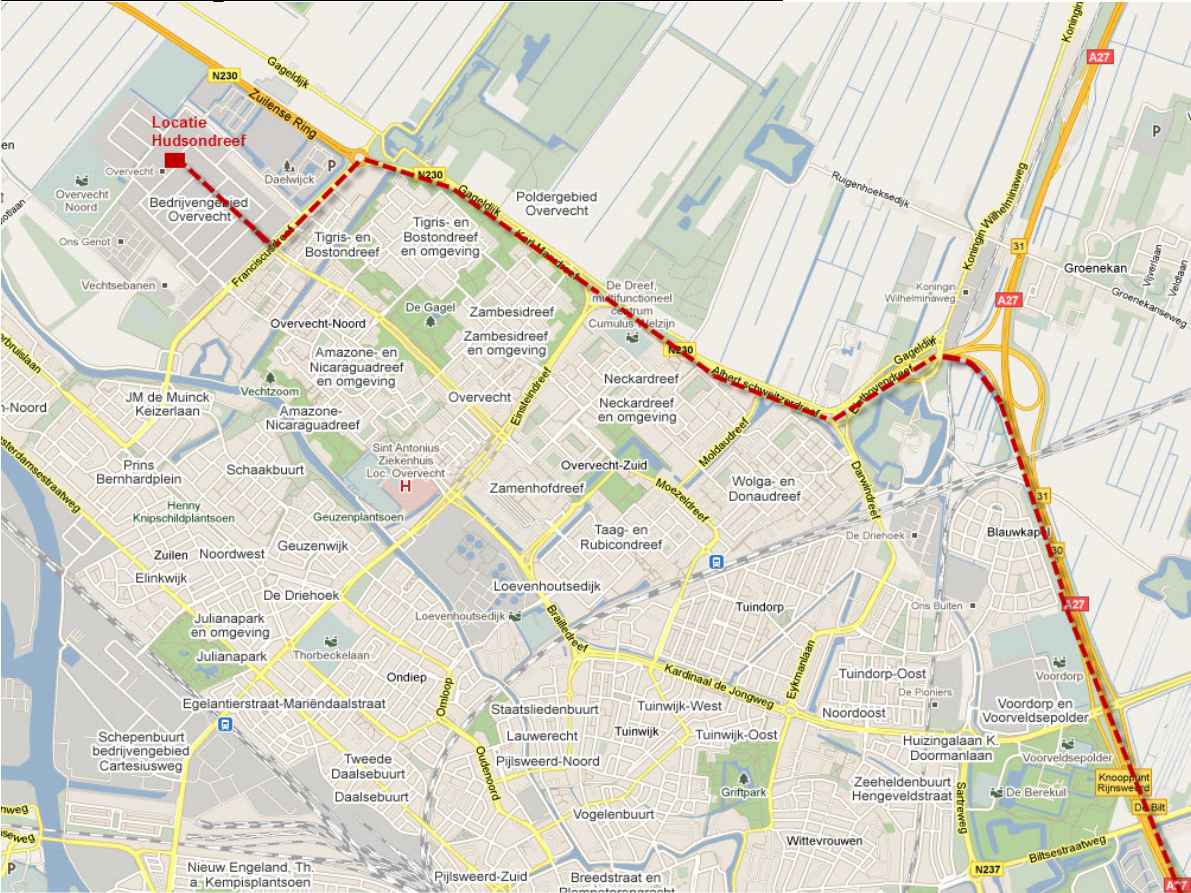 Koningin
A27
Gageldijk
N230
Zuilense Ring
Locatie
Hudsondreef
P
P
en
Overvecht
Daelwijck
P
N230
Ruigenhoeksedijk
Overvecht
Noord
Bedrijvengebied
Overvecht
Gageldijk
Poldergebied
Overvecht
Koningin Wilhelminaweg
Tigris- en
Bostondreef
en omgeving
Tigris- en
Bostondreef
Ons Genot
Franciscusdreef
Karl Marxdreef
31
Vijverlaan
Veldlaan
Groenekan
Groenekanseweg
Vechtsebanen
De Dreef,
multifunctioneel
centrum
Cumulus Welzijn
Koningin
Wilhelminaweg
A27
De Gagel
Zambesidreef
Overvecht-Noord
Zambesidreef
en omgeving
Gageldijk
N230
Amazone- en
Nicaraguadreef
en omgeving
Albert schweitzerdreef
Neckardreef
Vechtzoom
Overvecht
Einsteindreef
JM de Muinck
Keizerlaan
Neckardreef
en omgeving
Amazone-
Nicaraguadreef
Moldaudreef
Sint Antonius
Ziekenhuis
Loc. Overvecht
H
Prins
Bernhardplein
Schaakbuurt
Overvecht-Zuid
Darwindreef
Zamenhofdreef
Moezeldreef
Wolga- en
Donaudreef
31
Henny
Knipschildplantsoen
Geuzenplantsoen
Taag- en
Rubicondreef
De Driehoek
Blauwkapel
Zuilen
Noordwest
Geuzenwijk
30
Elinkwijk
De Driehoek
Loevenhoutsedijk
Tuindorp
A27
Ons Buiten
Loevenhoutsedijk
Brailledreef
Julianapark
en omgeving
Julianapark
Thorbeckelaan
Ondiep
Kardinaal de Jongweg
Eykmanlaan
Tuindorp-Oost
Voordorp
De Pioniers
Egelantierstraat-Mariëndaalstraat
Omloop
Staatsliedenbuurt
Tuinwijk-West
Noordoost
Voordorp en
Voorveldsepolder
Lauwerecht
Tuinwijk
Tuinwijk-Oost
Schepenbuurt
bedrijvengebied
Cartesiusweg
Huizingalaan K.
Doormanlaan
Tweede
Daalsebuurt
Oudenoord
Pijlsweerd-Noord
Voorveldsepolder
Zeeheldenbuurt
Hengeveldstraat
Knooppunt
Rijnsweerd
Daalsebuurt
Griftpark
De Berekuil
De Bilt
Sartreweg
Vogelenbuurt
Wittevrouwen
Biltsestraatweg
P
Nieuw Engeland, Th.
a. Kempisplantsoen
Pijlsweerd-Zuid
Breedstraat en
N237
A27